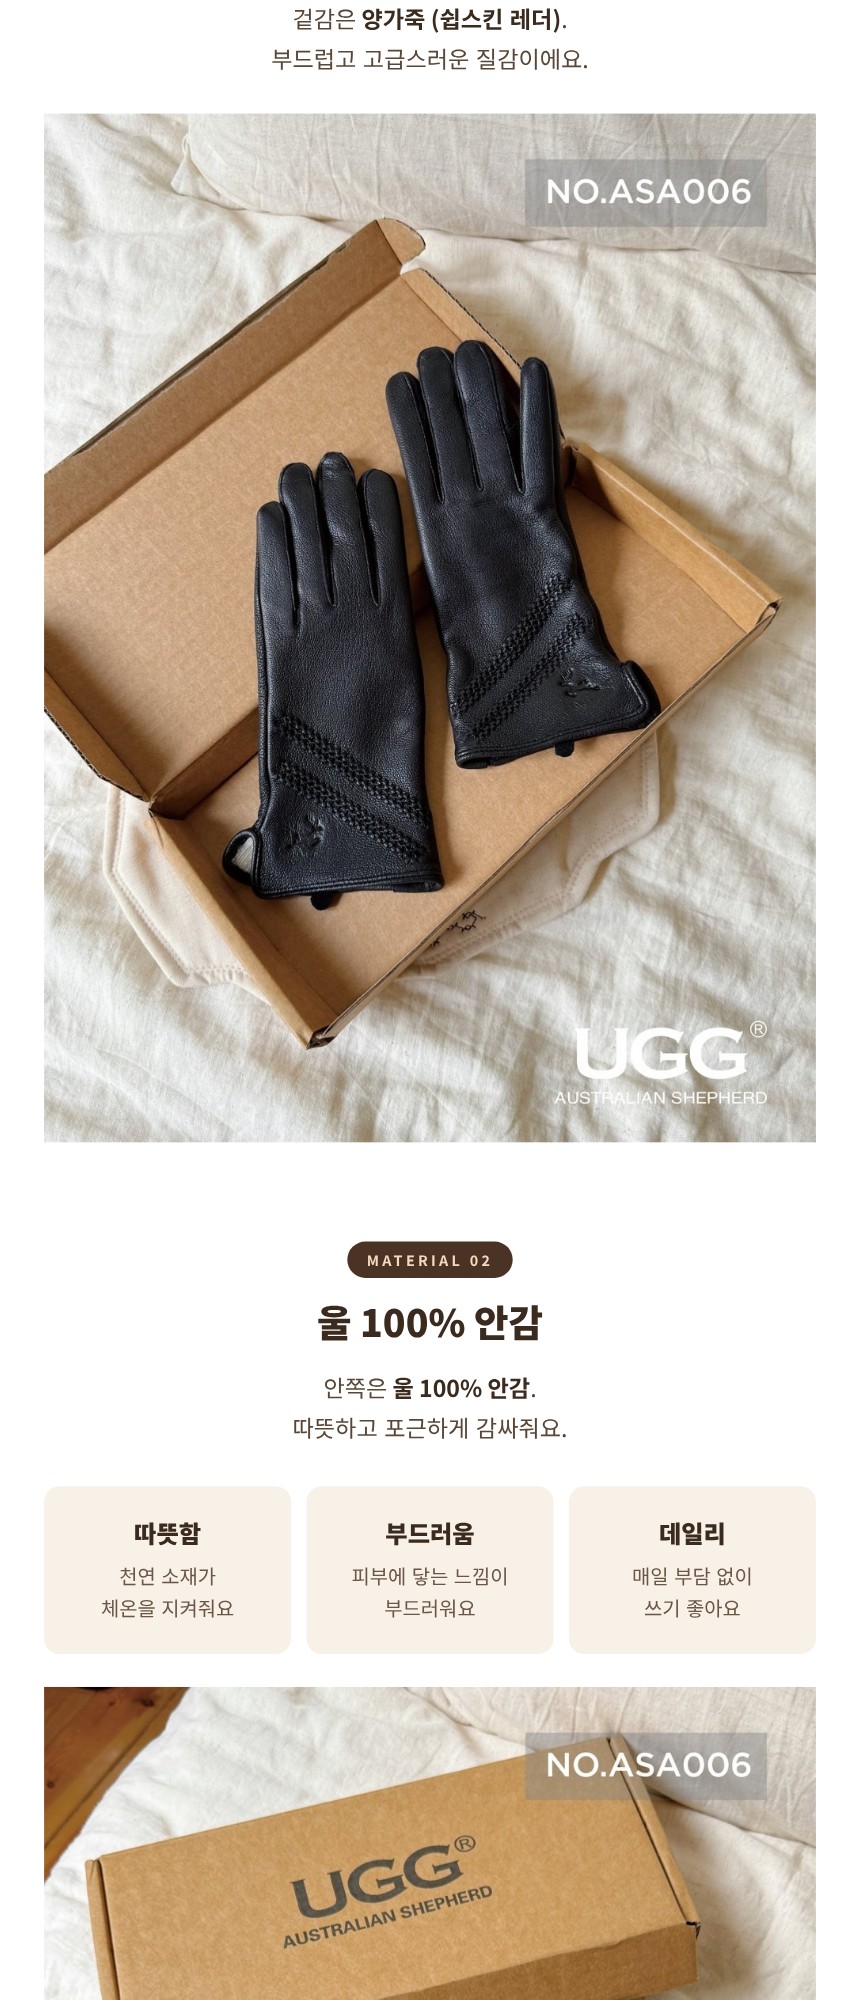 겉감은 양가죽 (쉽스킨 레더).
부드럽고 고급스러운 질감이에요.
NO.ASA006
UGG®
AUSTRALIAN SHEPHERD
MATERIAL 02
울 100% 안감
안쪽은 울 100% 안감.
따뜻하고 포근하게 감싸줘요.
따뜻함
천연 소재가
체온을 지켜줘요
부드러움
피부에 닿는 느낌이
부드러워요
데일리
매일 부담 없이
쓰기 좋아요
NO.ASA006
UGG®
AUSTRALIAN SHEPHERD